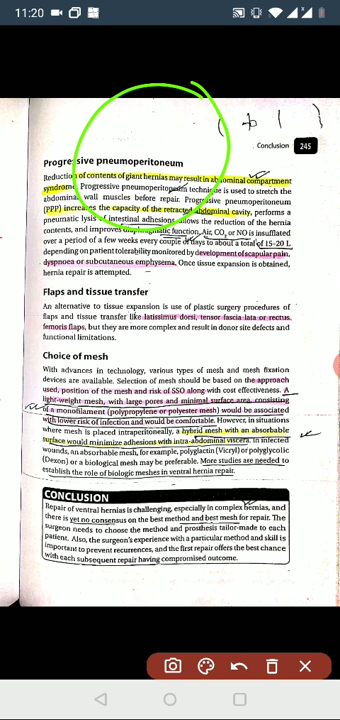 11:20
Conclusion 245
Progressive pneumoperitoneum
Reduction of contents of giant hernias may result in abdominal compartment
syndrome. Progressive pneumoperitoneum technique is used to stretch the
abdominal wall muscles before repair. Progressive pneumoperitoneum
(PPP) increases the capacity of the retracted abdominal cavity, performs a
pneumatic lysis of intestinal adhesions, allows the reduction of the hernia
contents, and improves diaphragmatic function. Air, CO2 or NO is insufflated
over a period of a few weeks every couple of days to about a total of 15-20 L
depending on patient tolerability monitored by development of scapular pain,
dyspnoea or subcutaneous emphysema. Once tissue expansion is obtained,
hernia repair is attempted.
Flaps and tissue transfer
An alternative to tissue expansion is use of plastic surgery procedures of
flaps and tissue transfer like latissimus dorsi, tensor fascia lata or rectus
femoris flaps, but they are more complex and result in donor site defects and
functional limitations.
Choice of mesh
With advances in technology, various types of mesh and mesh fixation
devices are available. Selection of mesh should be based on the approach
used, position of the mesh and risk of SSO along with cost effectiveness. A
light-weight mesh, with large pores and minimal surface area, consisting
of a monofilament (polypropylene or polyester mesh) would be associated
with lower risk of infection and would be comfortable. However, in situations
where mesh is placed intraperitoneally, a hybrid mesh with an absorbable
surface would minimize adhesions with intra-abdominal viscera. In infected
wounds, an absorbable mesh, for example, polyglactin (Vicryl) or polyglycolic
(Dexon) or a biological mesh may be preferable. More studies are needed to
establish the role of biologic meshes in ventral hernia repair.
CONCLUSION
Repair of ventral hernias is challenging, especially in complex hernias, and
there is yet no consensus on the best method and best mesh for repair. The
surgeon needs to choose the method and prosthesis tailor-made to each
patient. Also, the surgeon's experience with a particular method and skill is
important to prevent recurrences, and the first repair offers the best chance
with each subsequent repair having compromised outcome.